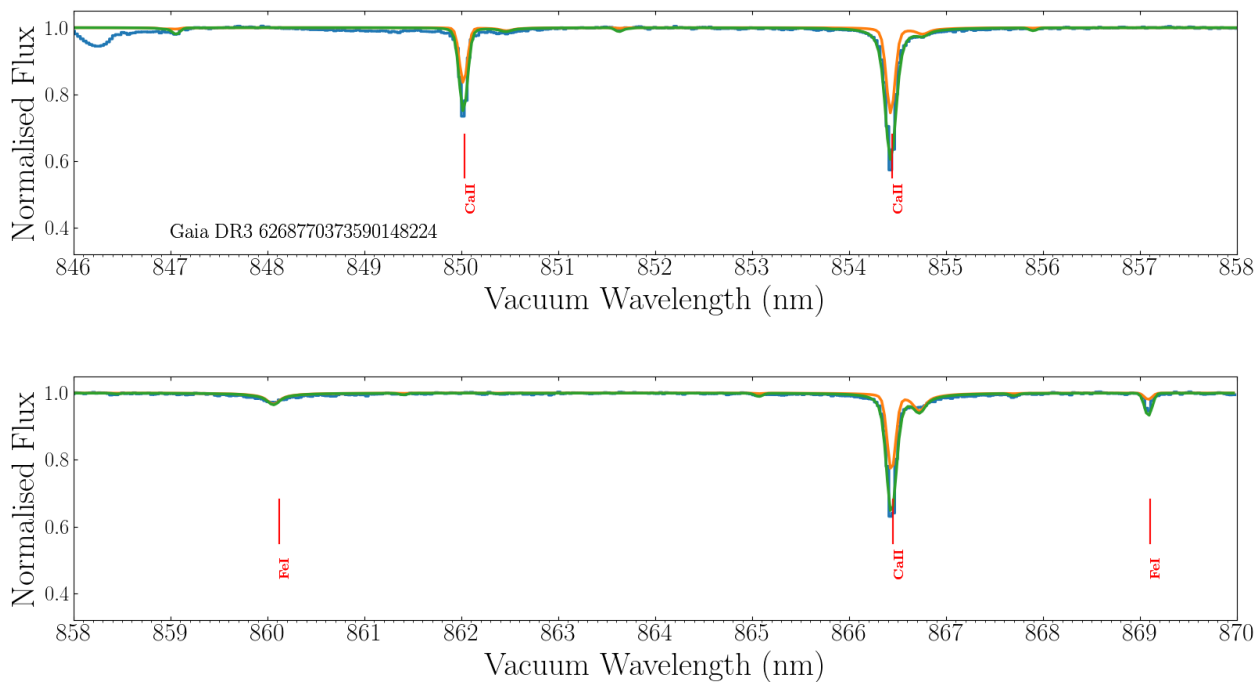 Normalised Flux
1.0
0.8
0.6
0.4
CaII
CaII
Gaia DR3 6268770373590148224
846 847 848 849 850 851 852 853 854 855 856 857 858
Vacuum Wavelength (nm)
Normalised Flux
1.0
0.8
0.6
0.4
FeI
CaII
FeI
858 859 860 861 862 863 864 865 866 867 868 869 870
Vacuum Wavelength (nm)